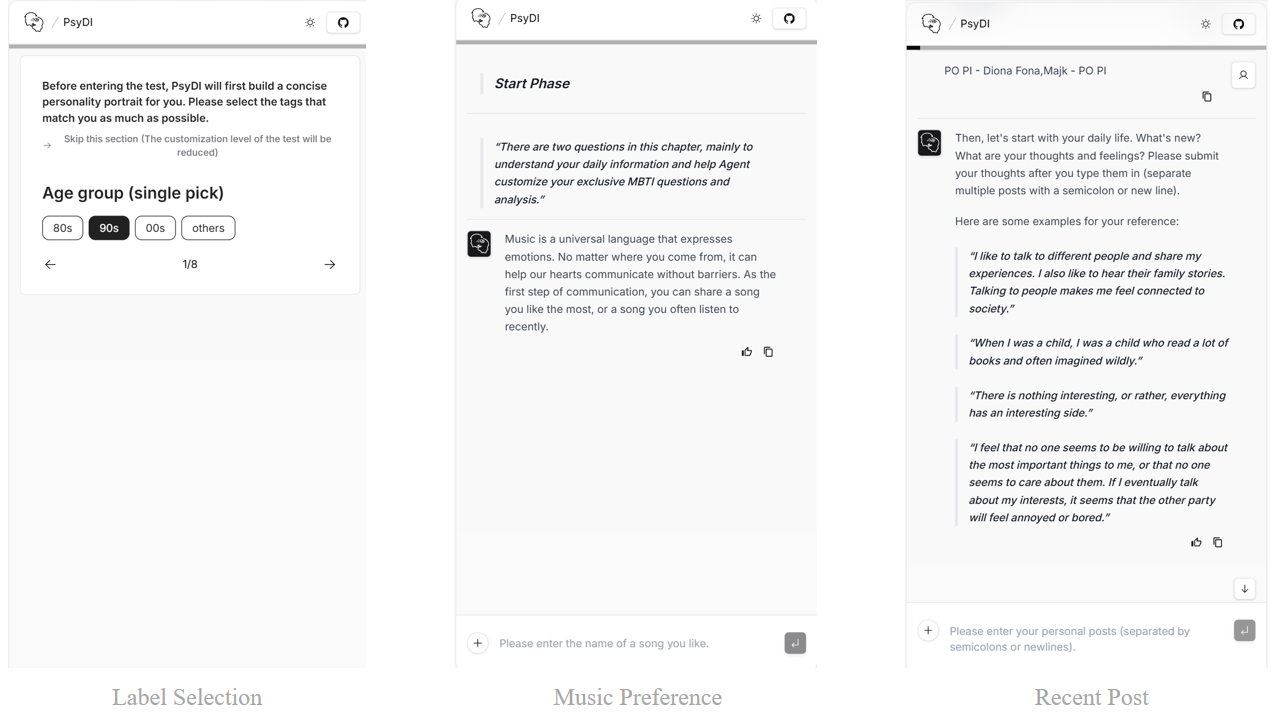 PsyDI
Before entering the test, PsyDI will first build a concise
personality portrait for you. Please select the tags that
match you as much as possible.
Skip this section (The customization level of the test will be
reduced)
Age group (single pick)
80s 90s 00s others
1/8
Label Selection
PsyDI
Start Phase
“There are two questions in this chapter, mainly to
understand your daily information and help Agent
customize your exclusive MBTI questions and
analysis.”
Music is a universal language that expresses
emotions. No matter where you come from, it can
help our hearts communicate without barriers. As the
first step of communication, you can share a song
you like the most, or a song you often listen to
recently.
Please enter the name of a song you like.
Music Preference
PsyDI
PO PI - Diona Fona,Majk - PO PI
Then, let's start with your daily life. What's new?
What are your thoughts and feelings? Please submit
your thoughts after you type them in (separate
multiple posts with a semicolon or new line).
Here are some examples for your reference:
“I like to talk to different people and share my
experiences. I also like to hear their family stories.
Talking to people makes me feel connected to
society.”
“When I was a child, I was a child who read a lot of
books and often imagined wildly.”
“There is nothing interesting, or rather, everything
has an interesting side.”
“I feel that no one seems to be willing to talk about
the most important things to me, or that no one
seems to care about them. If I eventually talk
about my interests, it seems that the other party
will feel annoyed or bored.”
Please enter your personal posts (separated by
semicolons or newlines).
Recent Post